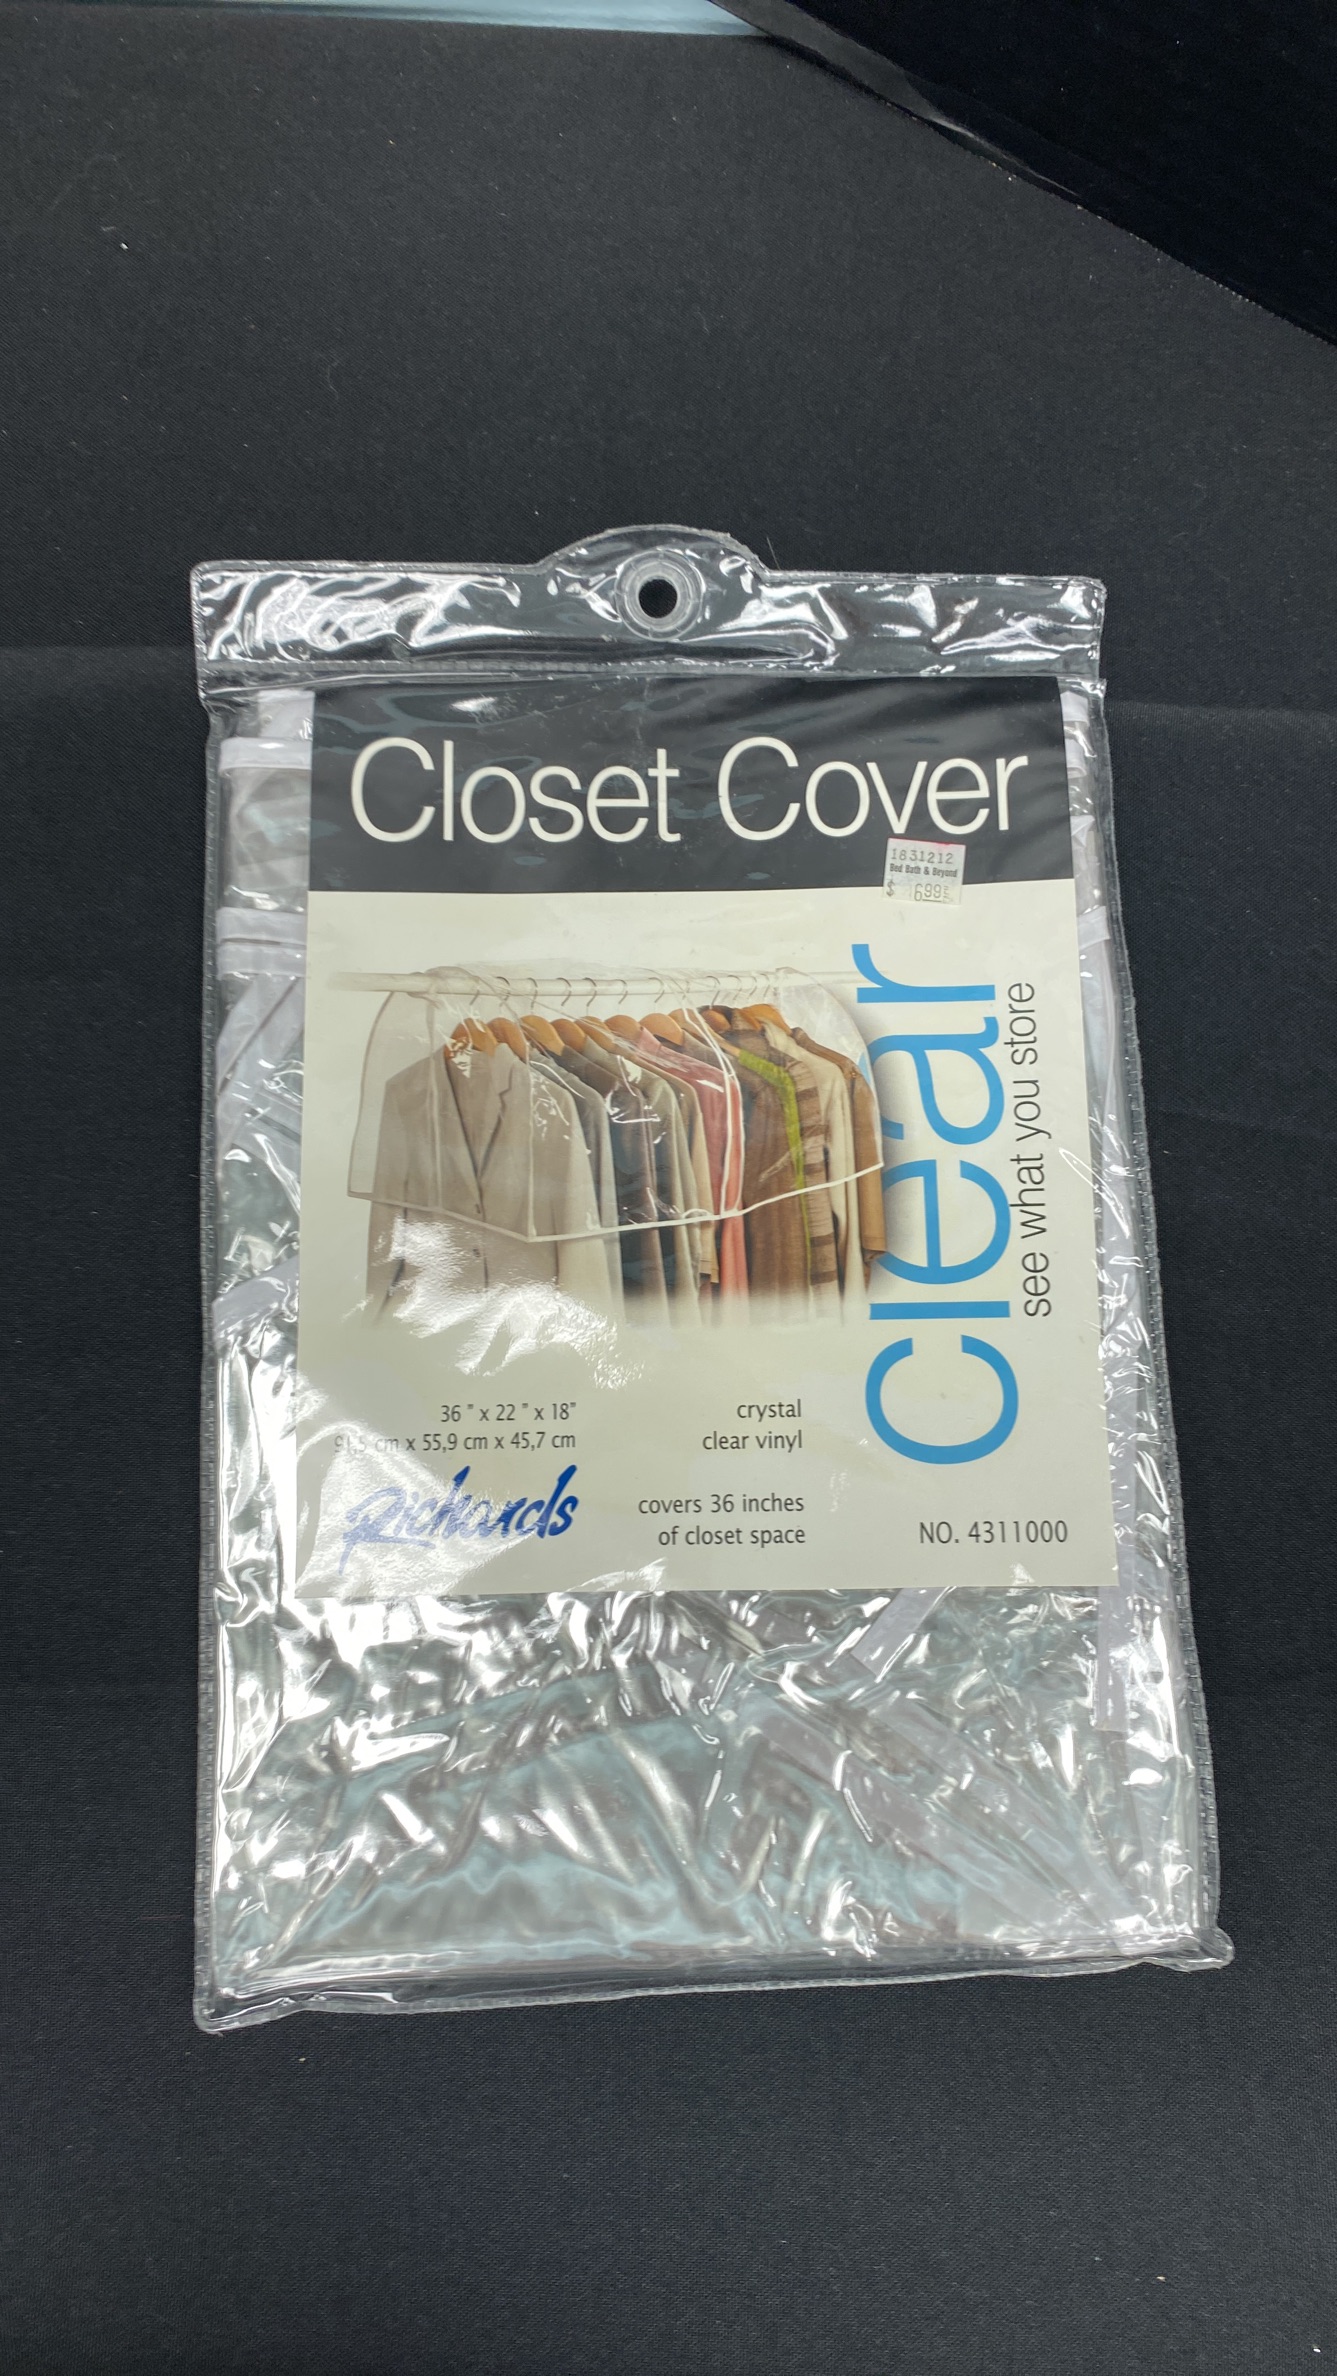 Closet Cover
1831212
Bed Bath & Beyond
$ 6.99
clear
see what you store
36 " x 22 " x 18"
91,5 cm x 55,9 cm x 45,7 cm
crystal
clear vinyl
Richards
covers 36 inches
of closet space
NO. 4311000